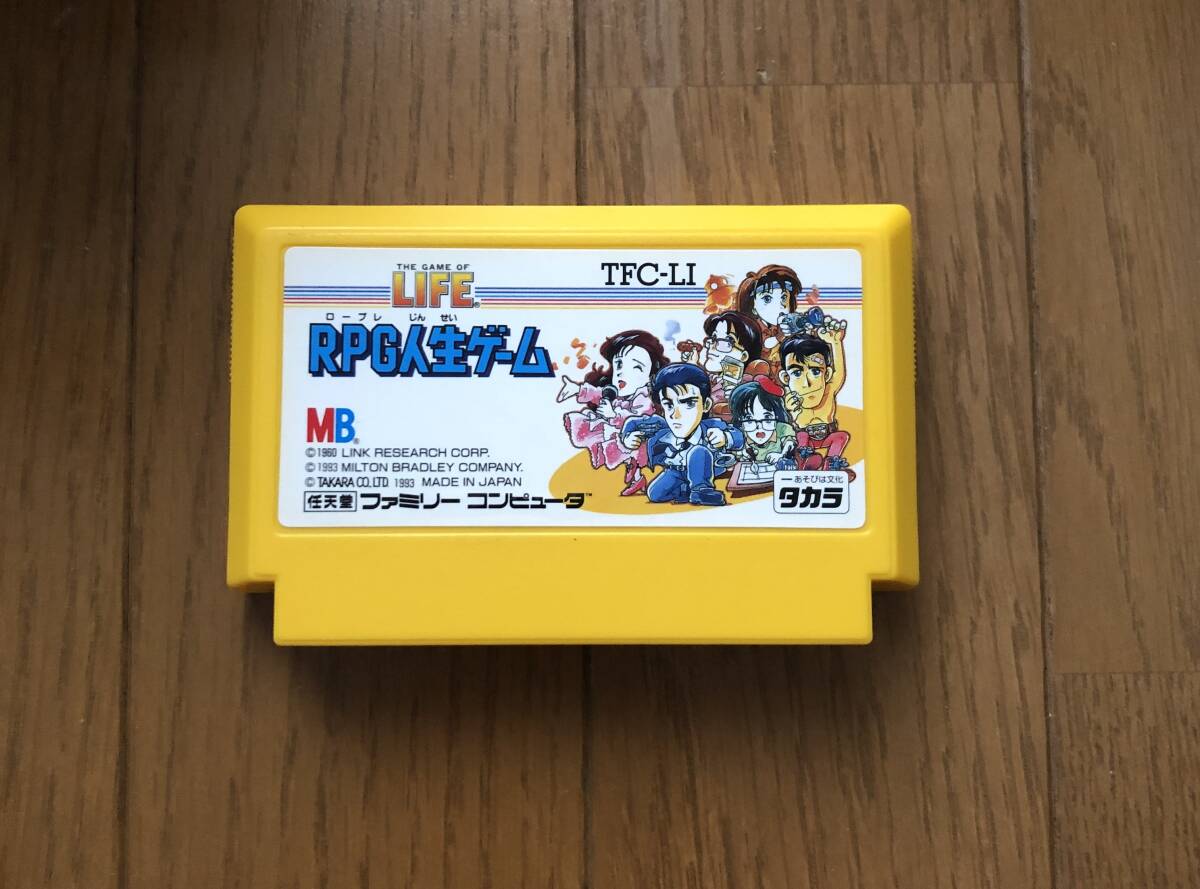 THE GAME OF
LIFE®
TFC-LI
ロープレ じん せい
RPG人生ゲーム
MB®
©1960 LINK RESEARCH CORP.
©1993 MILTON BRADLEY COMPANY.
© TAKARA CO., LTD. 1993 MADE IN JAPAN
任天堂 ファミリー コンピュータ™
あそびは文化
タカラ